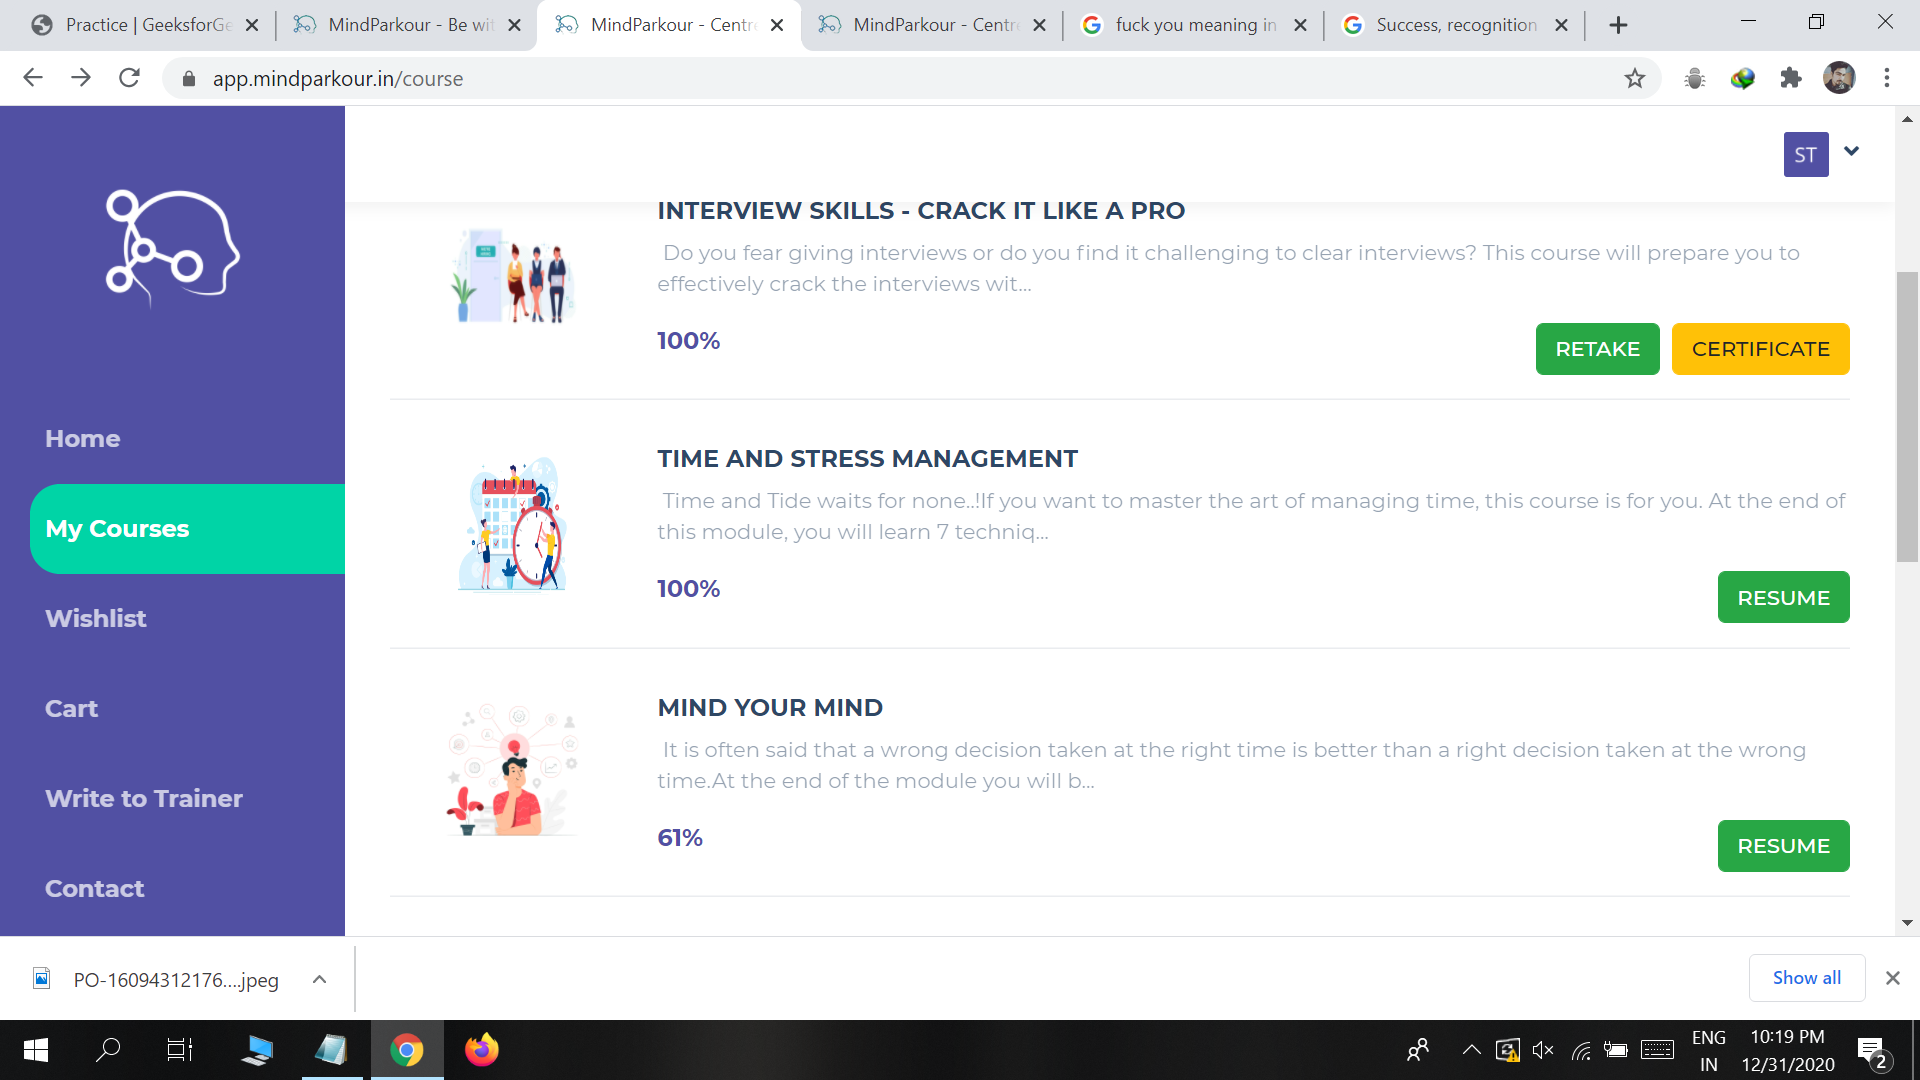 Practice | GeeksforGe
MindParkour - Be wit
MindParkour - Centre
MindParkour - Centre
fuck you meaning in
Success, recognition
app.mindparkour.in/course
ST
INTERVIEW SKILLS - CRACK IT LIKE A PRO
Do you fear giving interviews or do you find it challenging to clear interviews? This course will prepare you to
effectively crack the interviews wit...
100%
RETAKE
CERTIFICATE
Home
My Courses
Wishlist
Cart
Write to Trainer
Contact
TIME AND STRESS MANAGEMENT
Time and Tide waits for none..!If you want to master the art of managing time, this course is for you. At the end of
this module, you will learn 7 techniq...
100%
RESUME
MIND YOUR MIND
It is often said that a wrong decision taken at the right time is better than a right decision taken at the wrong
time.At the end of the module you will b...
61%
RESUME
PO-16094312176....jpeg
Show all
ENG
IN
10:19 PM
12/31/2020
2